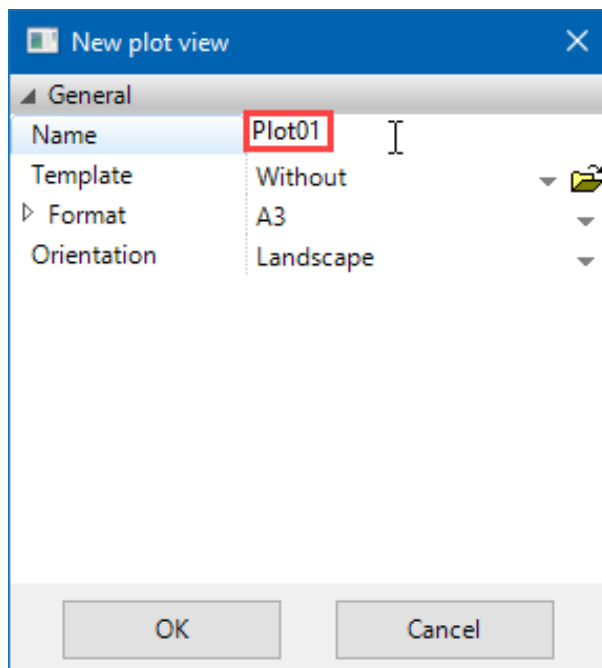 New plot view
General
Name Plot01
Template Without
Format A3
Orientation Landscape
OK Cancel